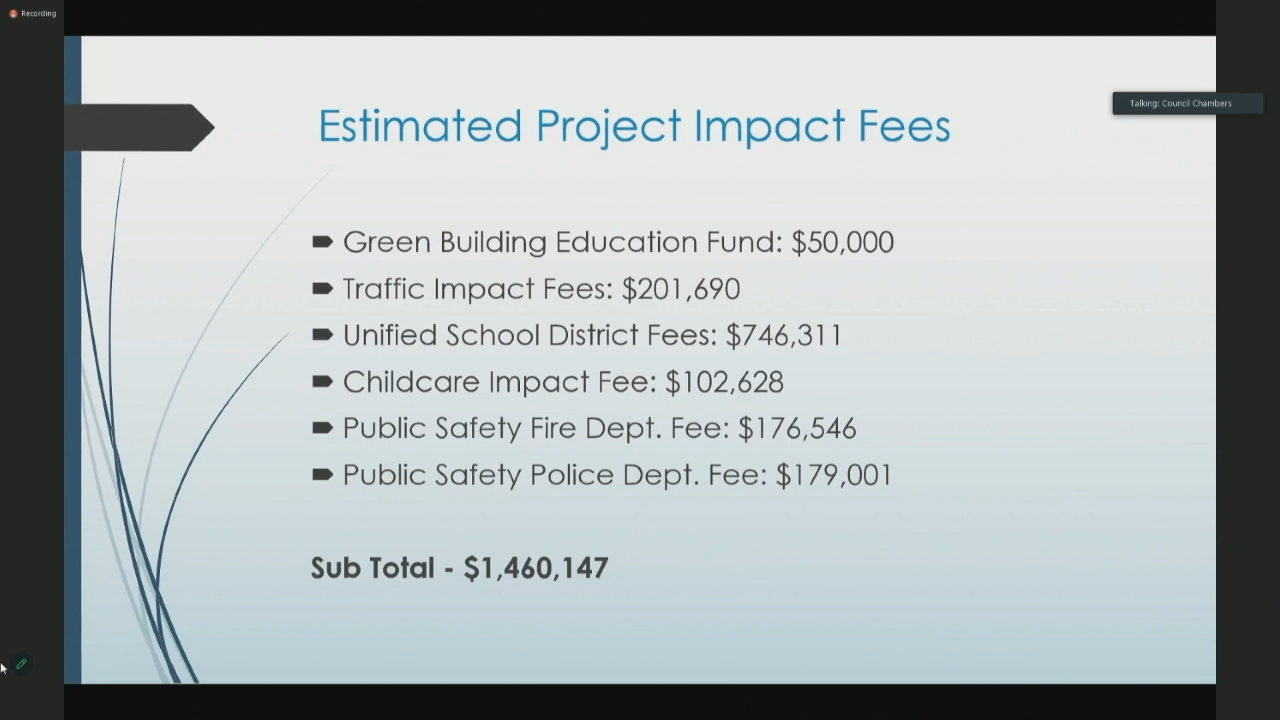 Recording
Talking: Council Chambers
Estimated Project Impact Fees
Green Building Education Fund: $50,000
Traffic Impact Fees: $201,690
Unified School District Fees: $746,311
Childcare Impact Fee: $102,628
Public Safety Fire Dept. Fee: $176,546
Public Safety Police Dept. Fee: $179,001
Sub Total - $1,460,147